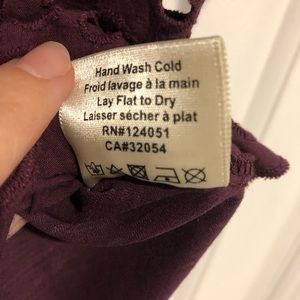 Hand Wash Cold
Froid lavage à la main
Lay Flat to Dry
Laisser sécher à plat
RN#124051
CA#32054